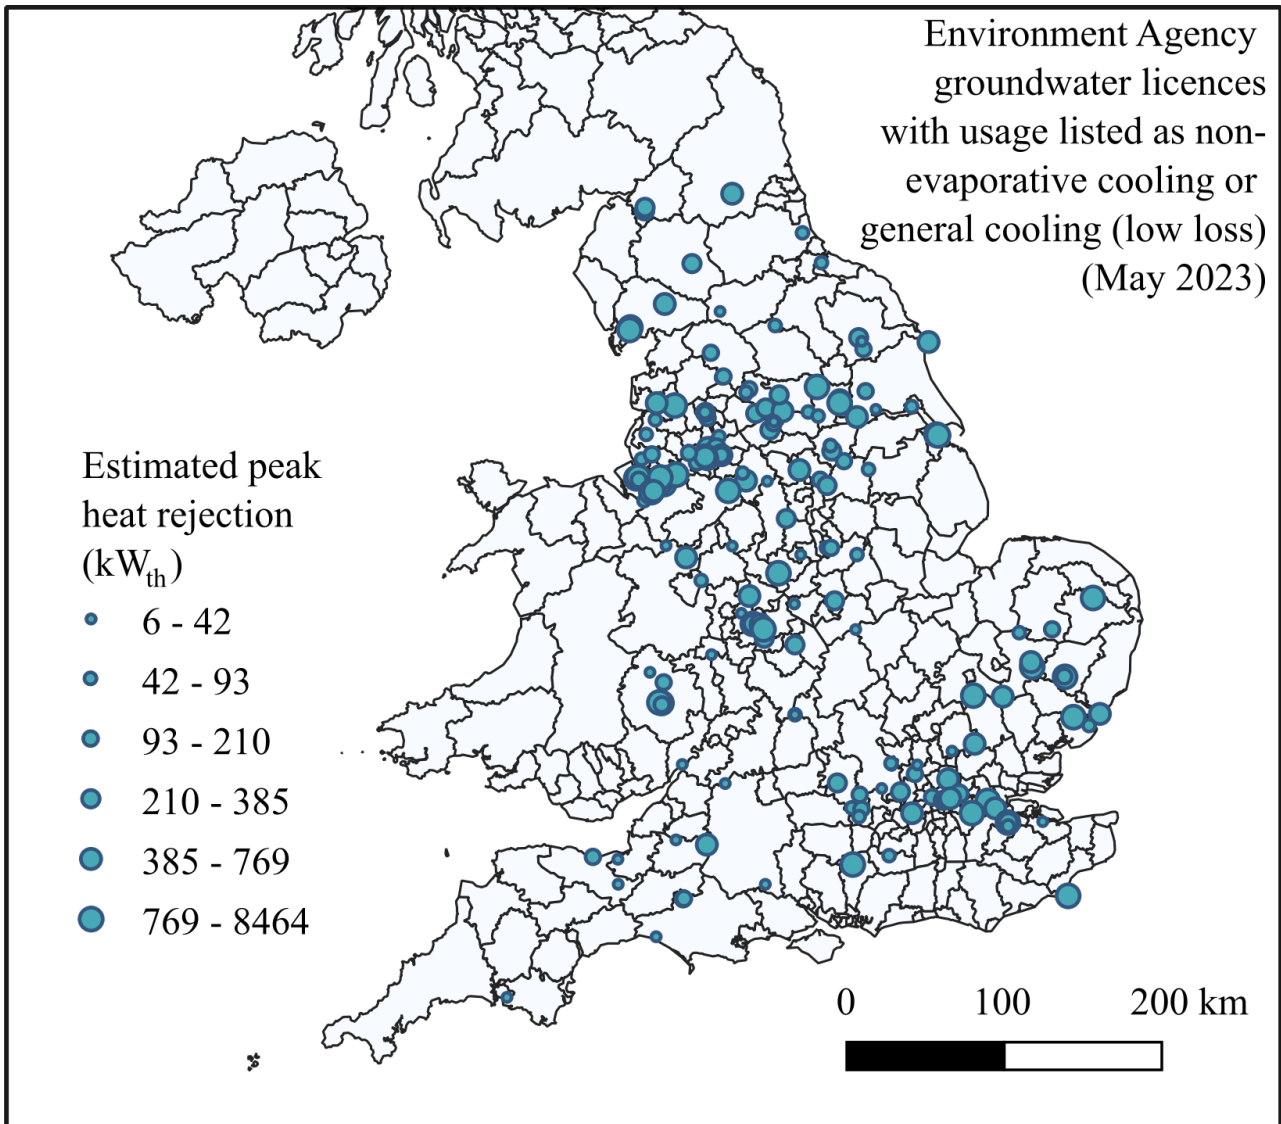 Environment Agency
groundwater licences
with usage listed as non-
evaporative cooling or
general cooling (low loss)
(May 2023)
Estimated peak
heat rejection
(kWth)
6 - 42
42 - 93
93 - 210
210 - 385
385 - 769
769 - 8464
0 100 200 km